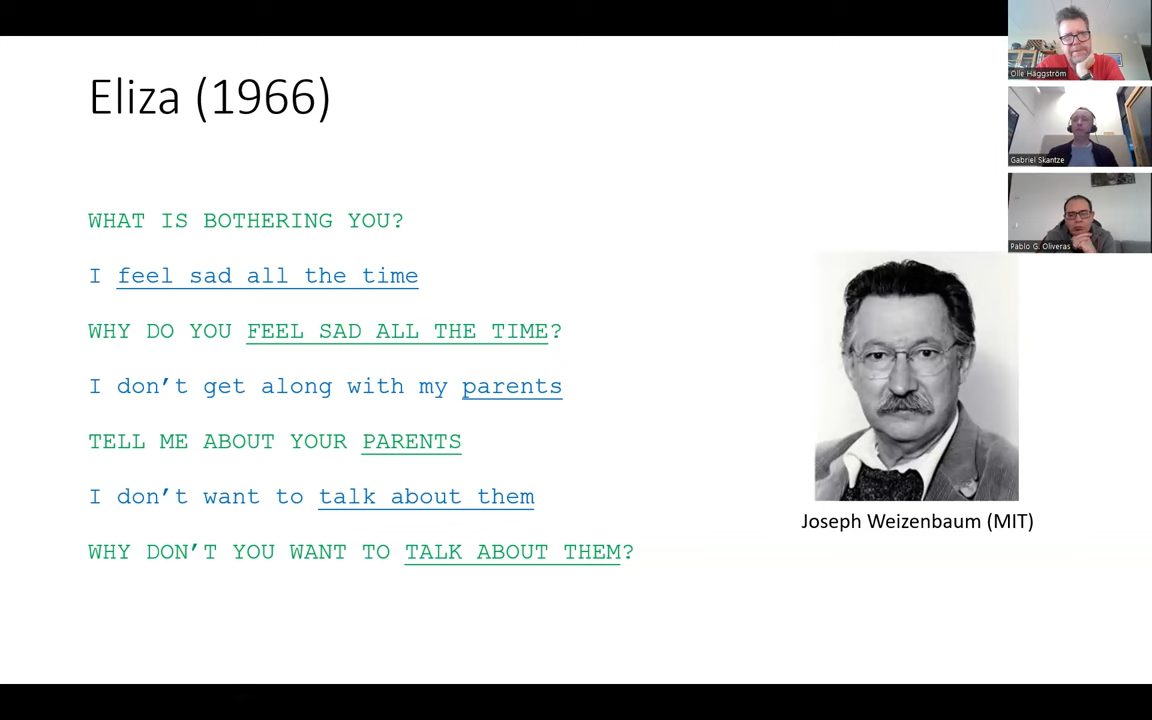 Eliza (1966)
WHAT IS BOTHERING YOU?
I feel sad all the time
WHY DO YOU FEEL SAD ALL THE TIME?
I don’t get along with my parents
TELL ME ABOUT YOUR PARENTS
I don’t want to talk about them
WHY DON’T YOU WANT TO TALK ABOUT THEM?
Joseph Weizenbaum (MIT)
Olle Häggström
Gabriel Skantze
Pablo G. Oliveras